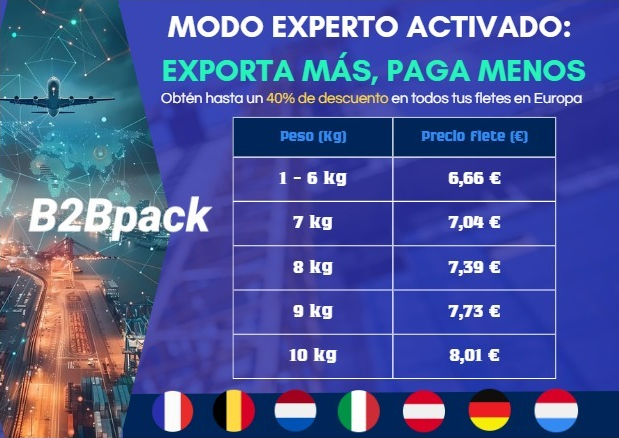 MODO EXPERTO ACTIVADO:
EXPORTA MÁS, PAGA MENOS
Obtén hasta un 40% de descuento en todos tus fletes en Europa
B2Bpack
Peso (Kg) Precio flete (€)
1 - 6 kg 6,66 €
7 kg 7,04 €
8 kg 7,39 €
9 kg 7,73 €
10 kg 8,01 €